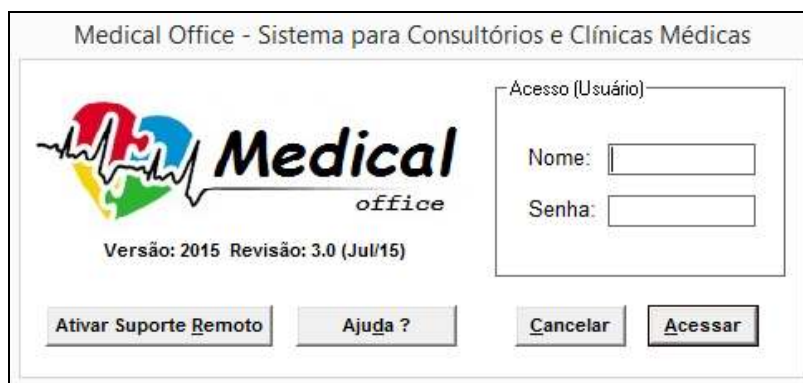 Medical Office - Sistema para Consultórios e Clínicas Médicas
Medical
office
Versão: 2015 Revisão: 3.0 (Jul/15)
Acesso (Usuário)
Nome:
Senha:
Ativar Suporte Remoto
Ajuda ?
Cancelar
Acessar